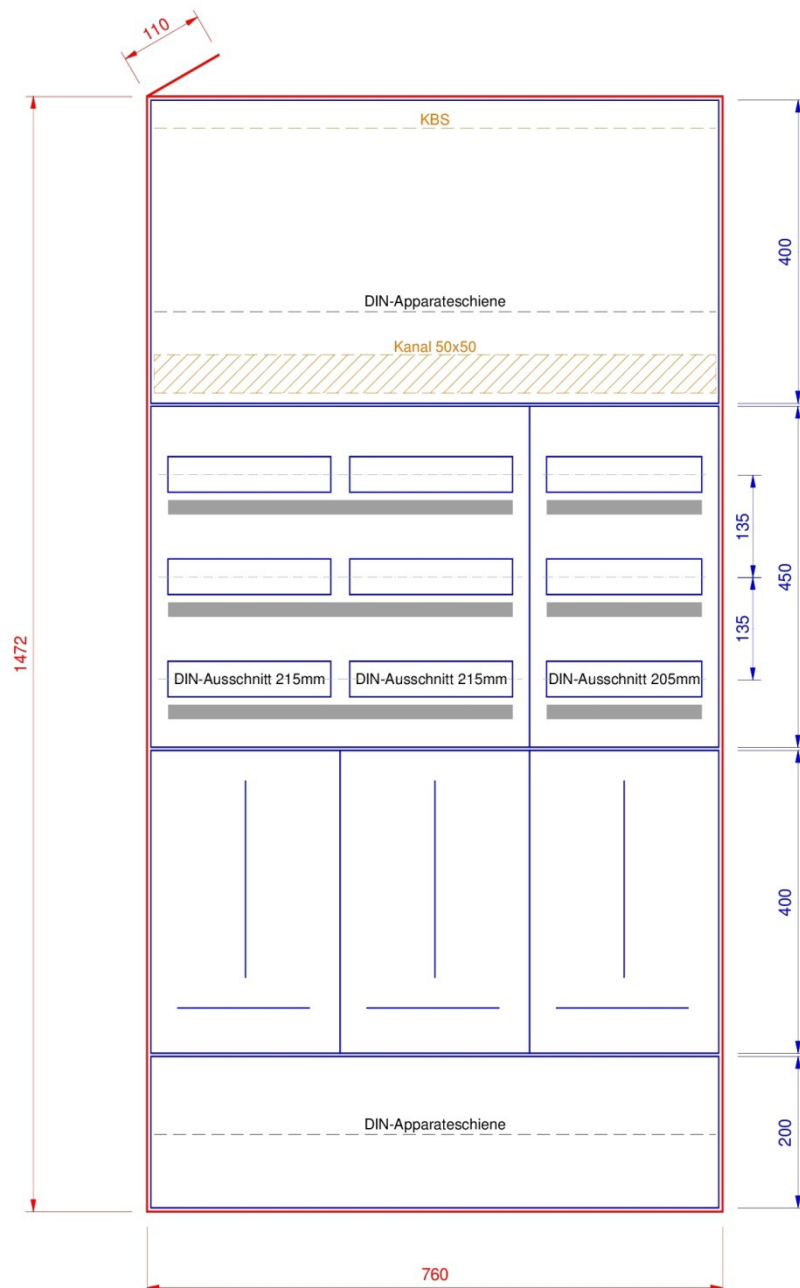 110
KBS
400
DIN-Apparateschiene
Kanal 50x50
135
450
135
1472
DIN-Ausschnitt 215mm DIN-Ausschnitt 215mm DIN-Ausschnitt 205mm
400
DIN-Apparateschiene
200
760